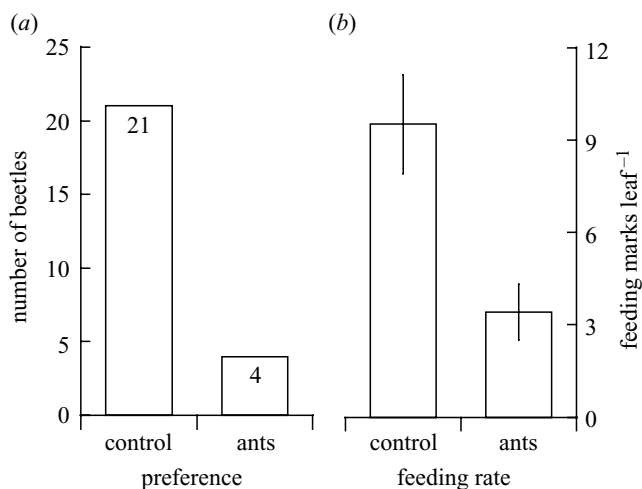 (a)
(b)
number of beetles
25
20
15
10
5
0
21
4
control ants
preference
12
9
6
3
0
feeding marks leaf⁻¹
control ants
feeding rate